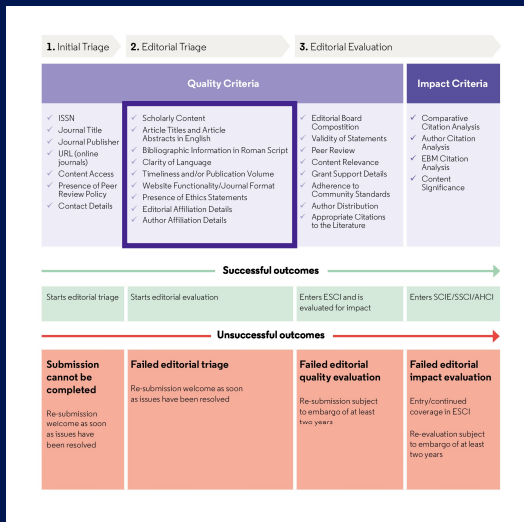 1. Initial Triage
2. Editorial Triage
3. Editorial Evaluation
Quality Criteria
Impact Criteria
ISSN
Journal Title
Journal Publisher
URL (online
journals)
Content Access
Presence of Peer
Review Policy
Contact Details
Scholarly Content
Article Titles and Article
Abstracts in English
Bibliographic Information in Roman Script
Clarity of Language
Timeliness and/or Publication Volume
Website Functionality/Journal Format
Presence of Ethics Statements
Editorial Affiliation Details
Author Affiliation Details
Editorial Board
Compostition
Validity of Statements
Peer Review
Content Relevance
Grant Support Details
Adherence to
Community Standards
Author Distribution
Appropriate Citations
to the Literature
Comparative
Citation Analysis
Author Citation
Analysis
EBM Citation
Analysis
Content
Significance
Successful outcomes
Starts editorial triage
Starts editorial evaluation
Enters ESCI and is
evaluated for impact
Enters SCIE/SSCI/AHCI
Unsuccessful outcomes
Submission
cannot be
completed
Re-submission
welcome as soon
as issues have
been resolved
Failed editorial triage
Re-submission welcome as soon
as issues have been resolved
Failed editorial
quality evaluation
Re-submission subject
to embargo of at least
two years
Failed editorial
impact evaluation
Entry/continued
coverage in ESCI
Re-evaluation subject
to embargo of at least
two years